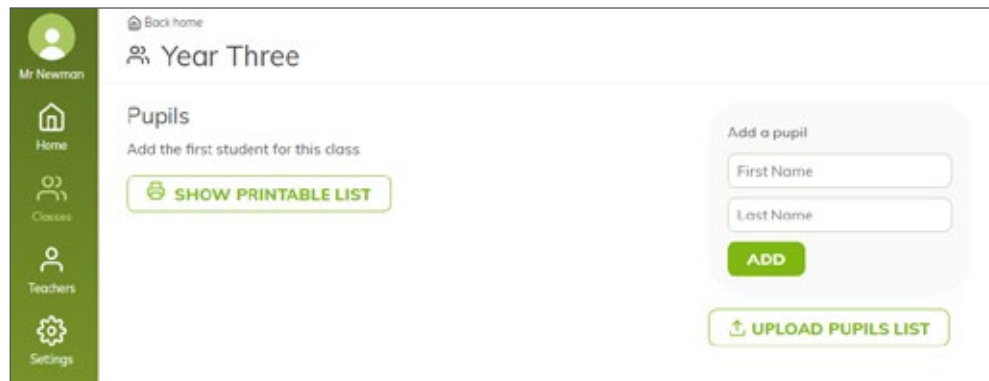 Mr Newman
Home
Classes
Teachers
Settings
Back home
Year Three
Pupils
Add the first student for this class
SHOW PRINTABLE LIST
Add a pupil
First Name
Last Name
ADD
UPLOAD PUPILS LIST